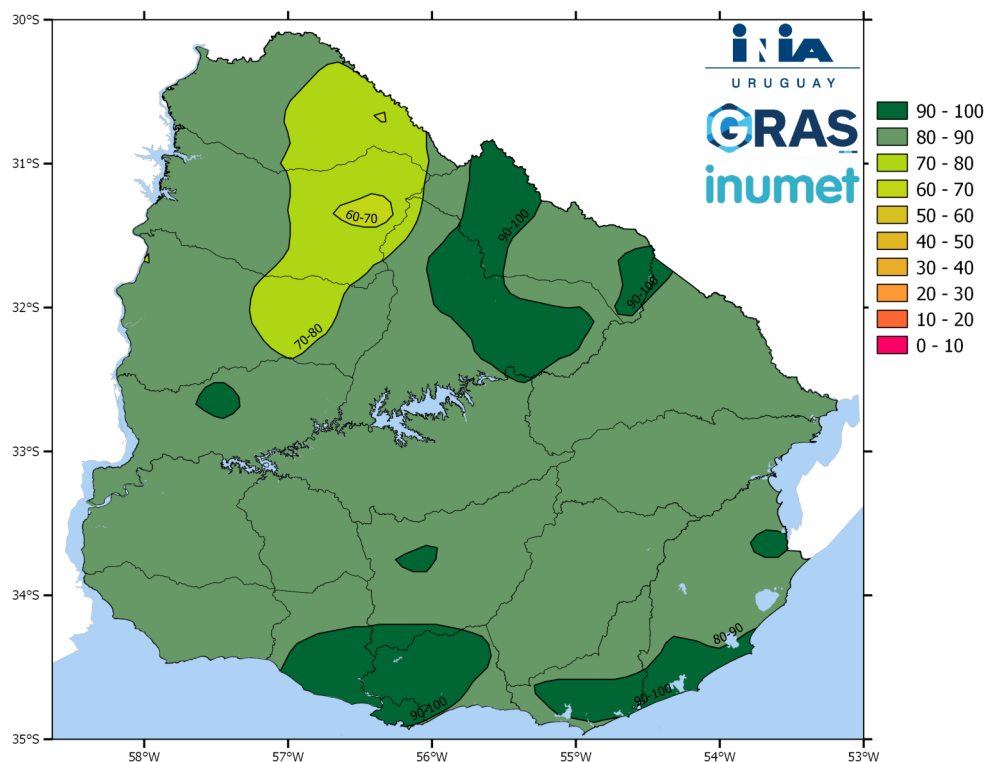 30°S
31°S
32°S
33°S
34°S
35°S
58°W
57°W
56°W
55°W
54°W
53°W
60-70
70-80
90-100
90-100
80-90
90-100
90-100
INIA
URUGUAY
GRAS
inumet
90 - 100
80 - 90
70 - 80
60 - 70
50 - 60
40 - 50
30 - 40
20 - 30
10 - 20
0 - 10